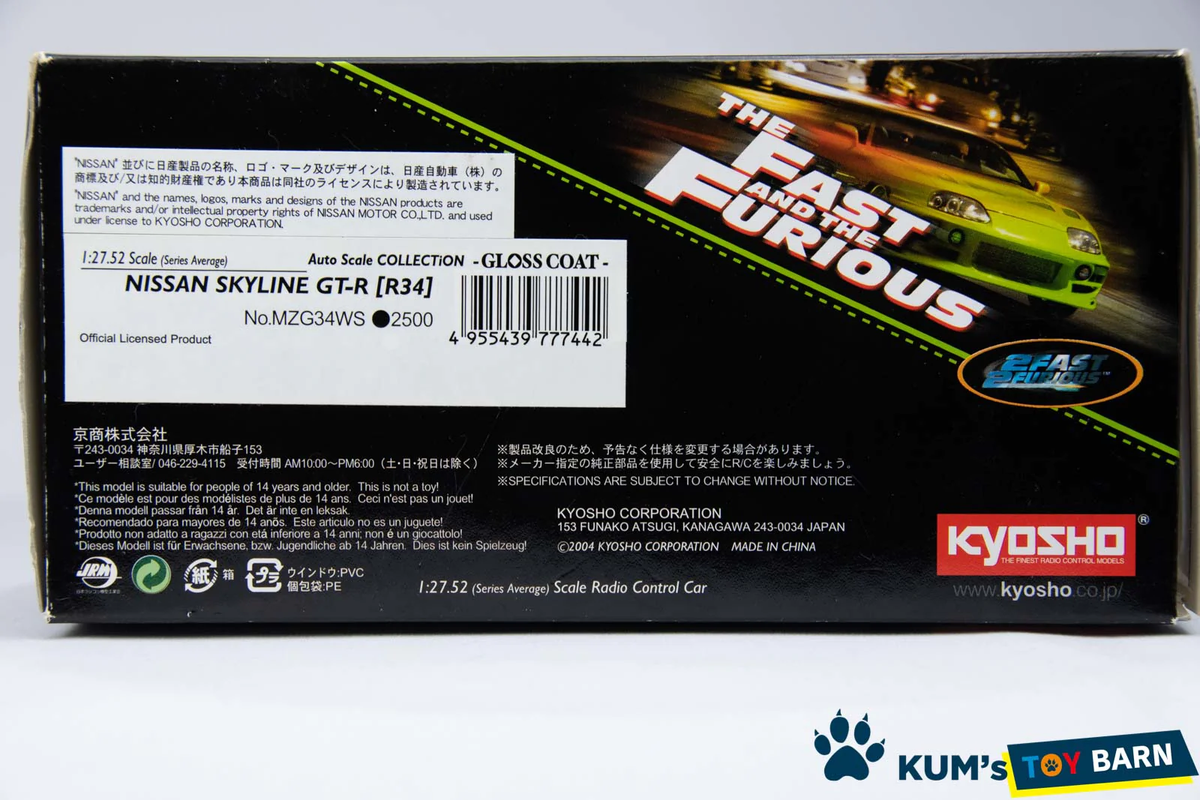 "NISSAN" 並びに日産製品の名称、ロゴ・マーク及びデザインは、日産自動車（株）の
商標及び/又は知的財産権であり本商品は同社のライセンスにより製造されています。
"NISSAN" and the names, logos, marks and designs of the NISSAN products are
trademarks and/or intellectual property rights of NISSAN MOTOR CO.,LTD. and used
under license to KYOSHO CORPORATION.
1:27.52 Scale (Series Average)
Auto Scale COLLECTiON -GLOSS COAT-
NISSAN SKYLINE GT-R [R34]
No.MZG34WS ●2500
4 955439 777442
Official Licensed Product
THE
FAST
AND THE
FURIOUS
2FAST
2FURIOUS™
京商株式会社
〒243-0034 神奈川県厚木市船子153
ユーザー相談室/ 046-229-4115 受付時間 AM10:00～PM6:00（土・日・祝日は除く）
*This model is suitable for people of 14 years and older. This is not a toy!
*Ce modèle est pour des modélistes de plus de 14 ans. Ceci n'est pas un jouet!
*Denna modell passar från 14 år. Det är inte en leksak.
*Recomendado para mayores de 14 anõs. Este articulo no es un juguete!
*Prodotto non adatto a ragazzi con etá inferiore a 14 anni; non é un giocattolo!
*Dieses Modell ist für Erwachsene, bzw. Jugendliche ab 14 Jahren. Dies ist kein Spielzeug!
※製品改良のため、予告なく仕様を変更する場合があります。
※メーカー指定の純正部品を使用して安全にR/Cを楽しみましょう。
※SPECIFICATIONS ARE SUBJECT TO CHANGE WITHOUT NOTICE.
KYOSHO CORPORATION
153 FUNAKO ATSUGI, KANAGAWA 243-0034 JAPAN
©2004 KYOSHO CORPORATION MADE IN CHINA
KYOSHO®
THE FINEST RADIO CONTROL MODELS
www.kyosho.co.jp/
JRM
紙 箱
プラ
ウインドウ:PVC
個包装:PE
1:27.52 (Series Average) Scale Radio Control Car
KUM's TOY BARN